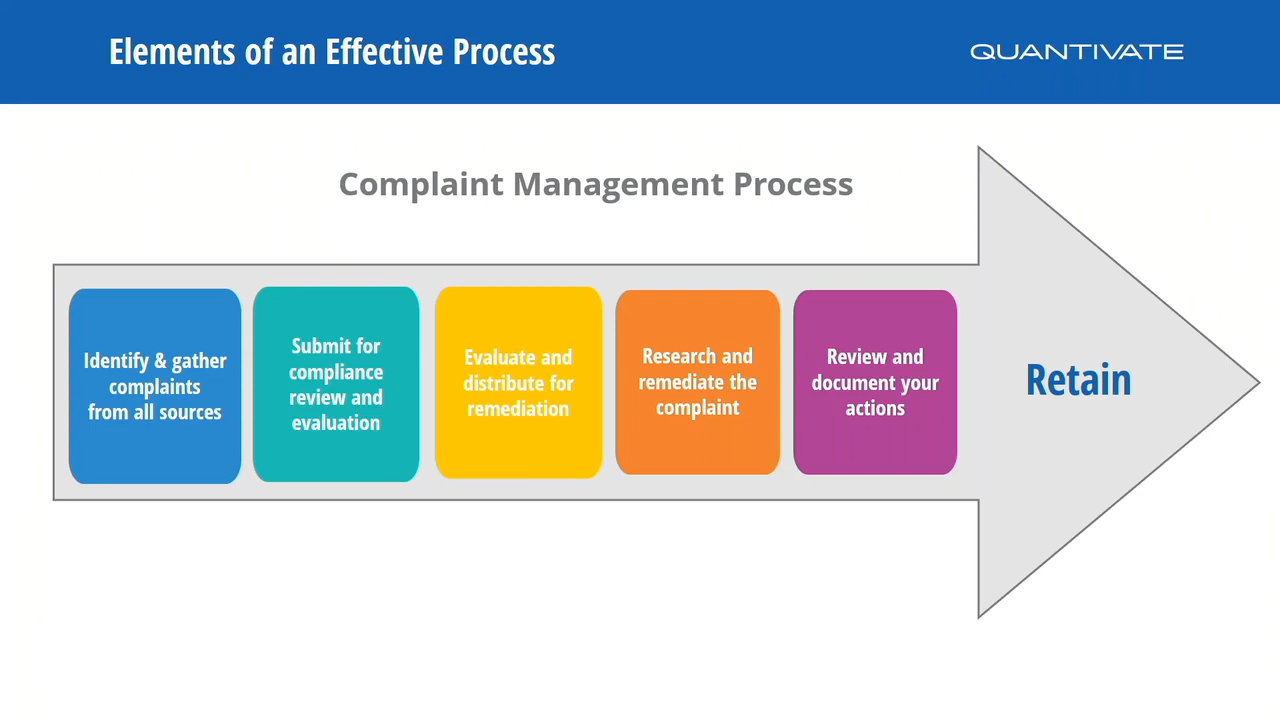 Elements of an Effective Process
QUANTIVATE
Complaint Management Process
Identify & gather
complaints
from all sources
Submit for
compliance
review and
evaluation
Evaluate and
distribute for
remediation
Research and
remediate the
complaint
Review and
document your
actions
Retain